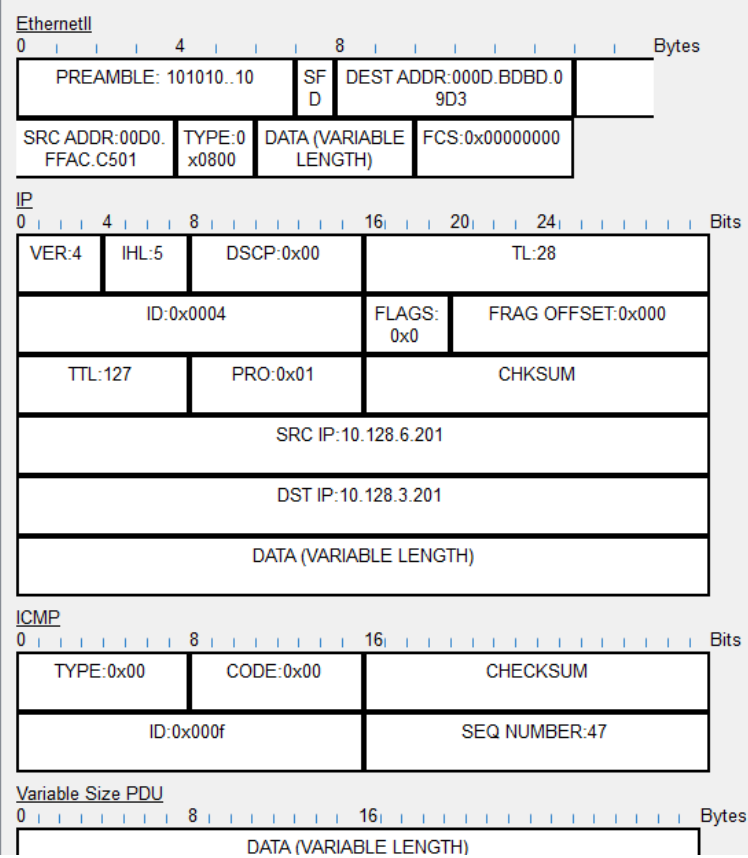 EthernetII
0 4 8 Bytes
PREAMBLE: 101010..10
SF
D
DEST ADDR:000D.BDBD.0
9D3
SRC ADDR:00D0.
FFAC.C501
TYPE:0
x0800
DATA (VARIABLE
LENGTH)
FCS:0x00000000
IP
0 4 8 16 20 24 Bits
VER:4
IHL:5
DSCP:0x00
TL:28
ID:0x0004
FLAGS:
0x0
FRAG OFFSET:0x000
TTL:127
PRO:0x01
CHKSUM
SRC IP:10.128.6.201
DST IP:10.128.3.201
DATA (VARIABLE LENGTH)
ICMP
0 8 16 Bits
TYPE:0x00
CODE:0x00
CHECKSUM
ID:0x000f
SEQ NUMBER:47
Variable Size PDU
0 8 16 Bytes
DATA (VARIABLE LENGTH)